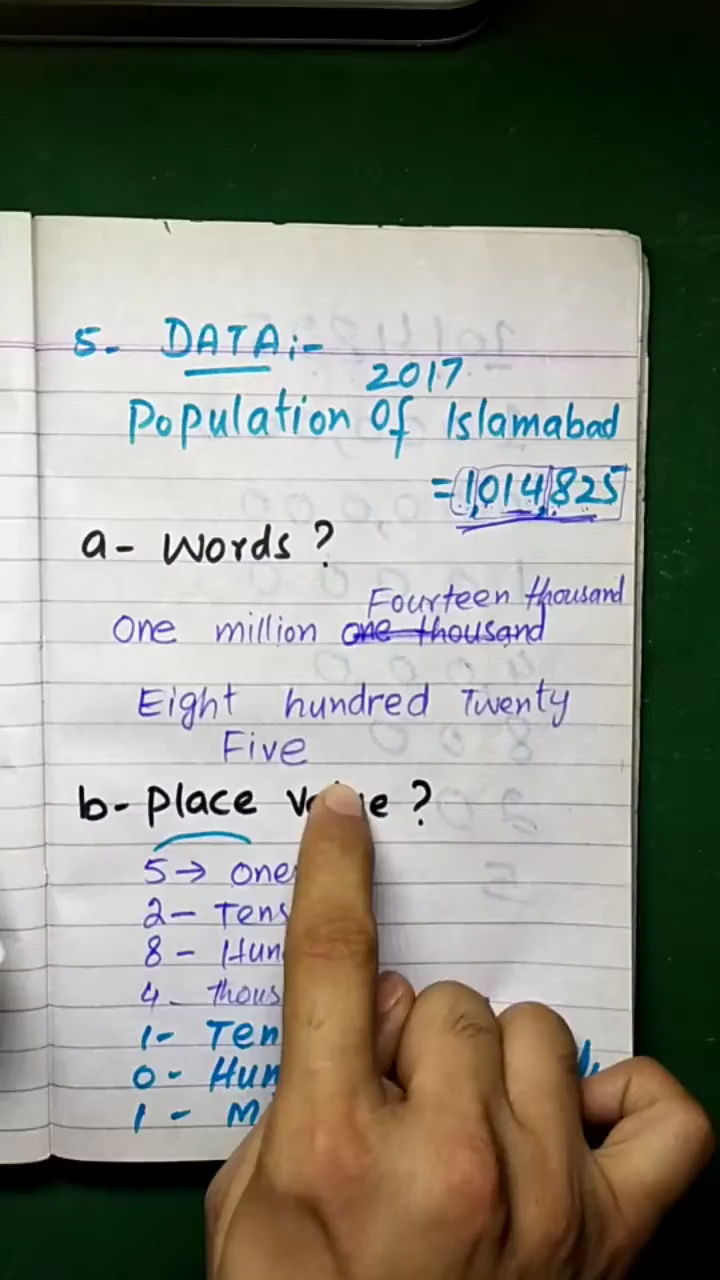 5- DATA:-
2017
Population Of Islamabad
= 1,014,825
a- Words ?
Fourteen thousand
One million one thousand
Eight hundred Twenty
Five
b- Place ?
5 → one
2 - Tens
8 -
4 -
1 - Ten
0 -
1 -